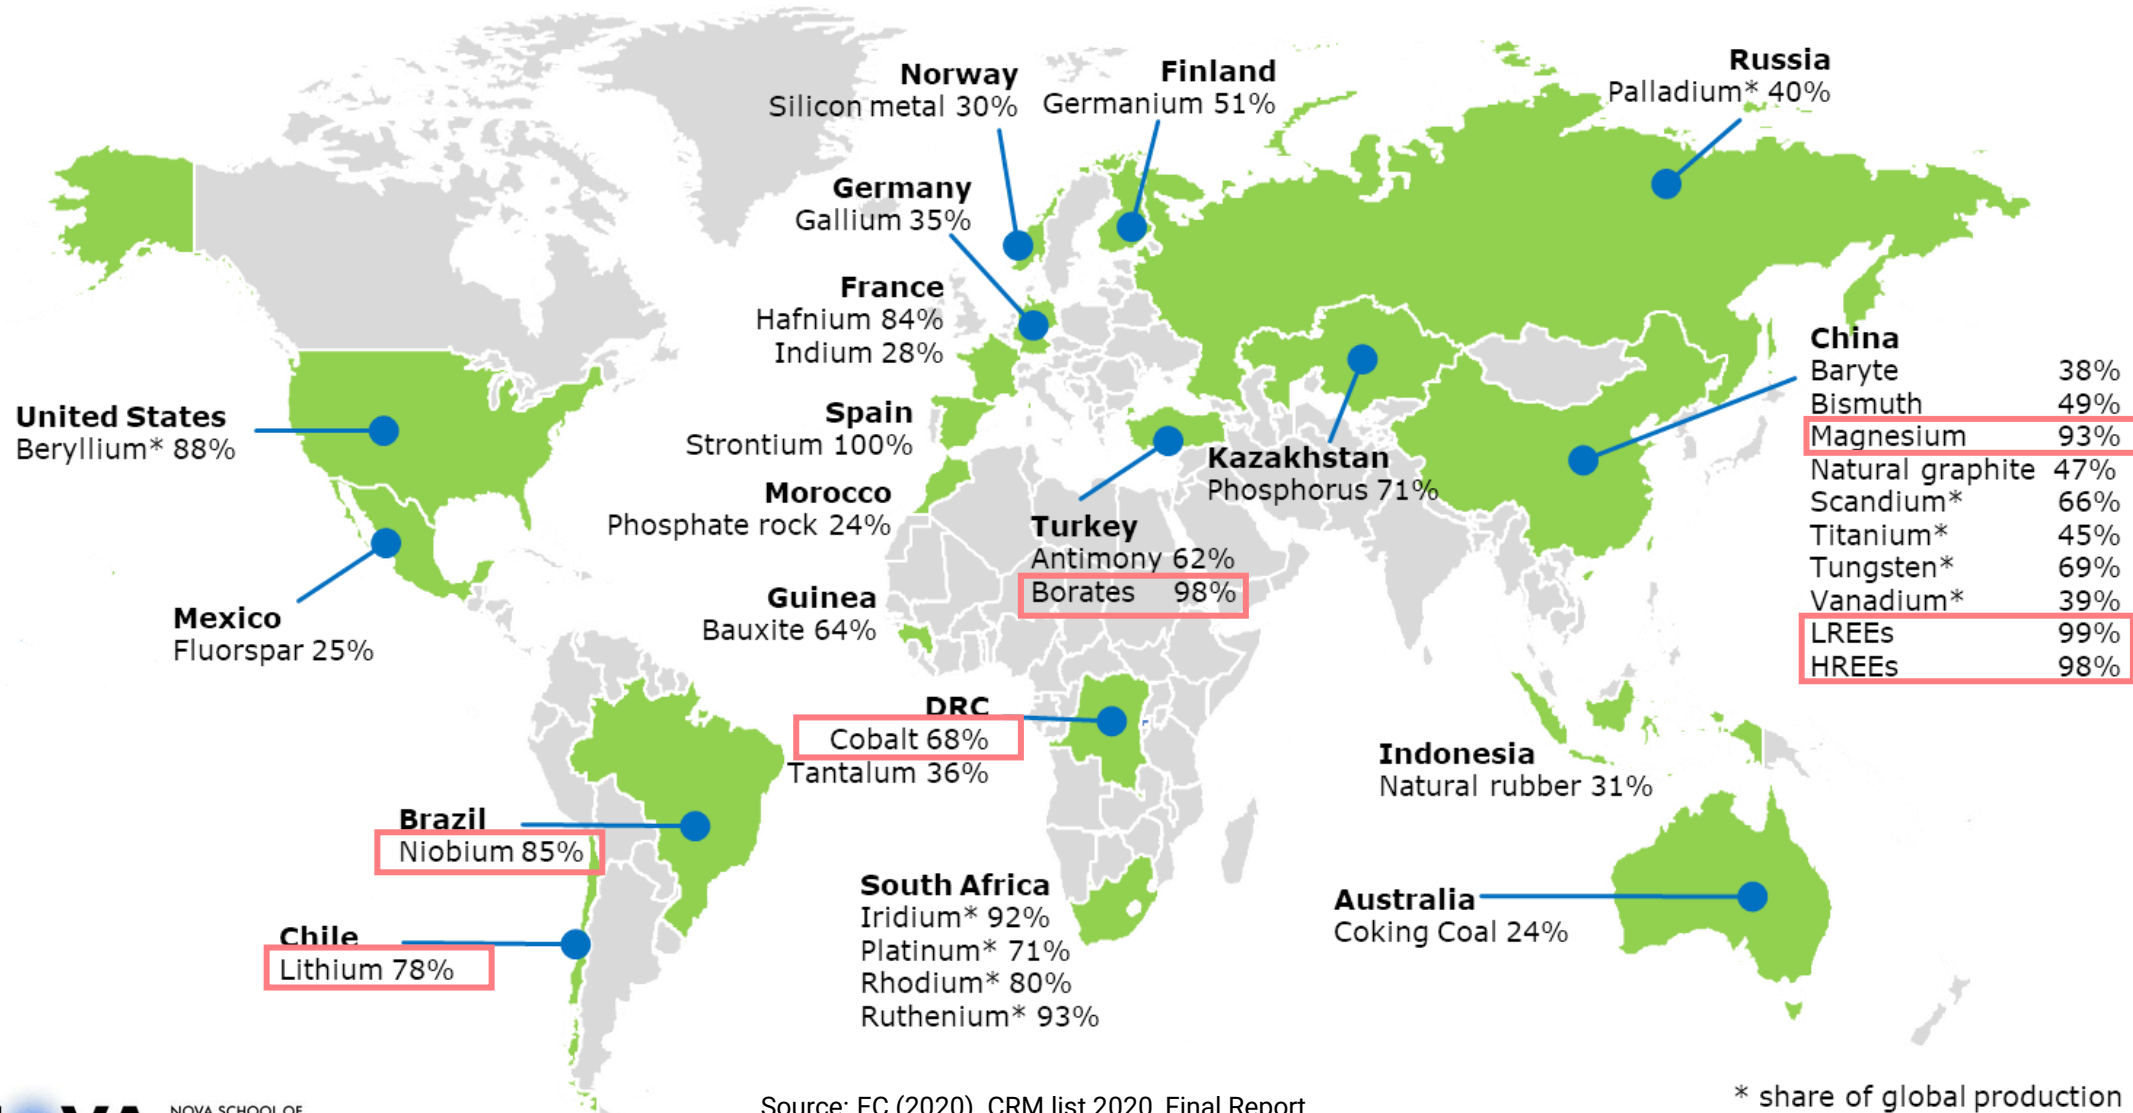 Norway
Silicon metal 30%
Finland
Germanium 51%
Russia
Palladium* 40%
Germany
Gallium 35%
France
Hafnium 84%
Indium 28%
China
Baryte 38%
Bismuth 49%
Magnesium 93%
Natural graphite 47%
Scandium* 66%
Titanium* 45%
Tungsten* 69%
Vanadium* 39%
LREEs 99%
HREEs 98%
United States
Beryllium* 88%
Spain
Strontium 100%
Kazakhstan
Phosphorus 71%
Morocco
Phosphate rock 24%
Turkey
Antimony 62%
Borates 98%
Mexico
Fluorspar 25%
Guinea
Bauxite 64%
DRC
Cobalt 68%
Tantalum 36%
Indonesia
Natural rubber 31%
Brazil
Niobium 85%
South Africa
Iridium* 92%
Platinum* 71%
Rhodium* 80%
Ruthenium* 93%
Australia
Coking Coal 24%
Chile
Lithium 78%
* share of global production
NOVA SCHOOL OF
Source: EC (2020), CRM list 2020, Final Report